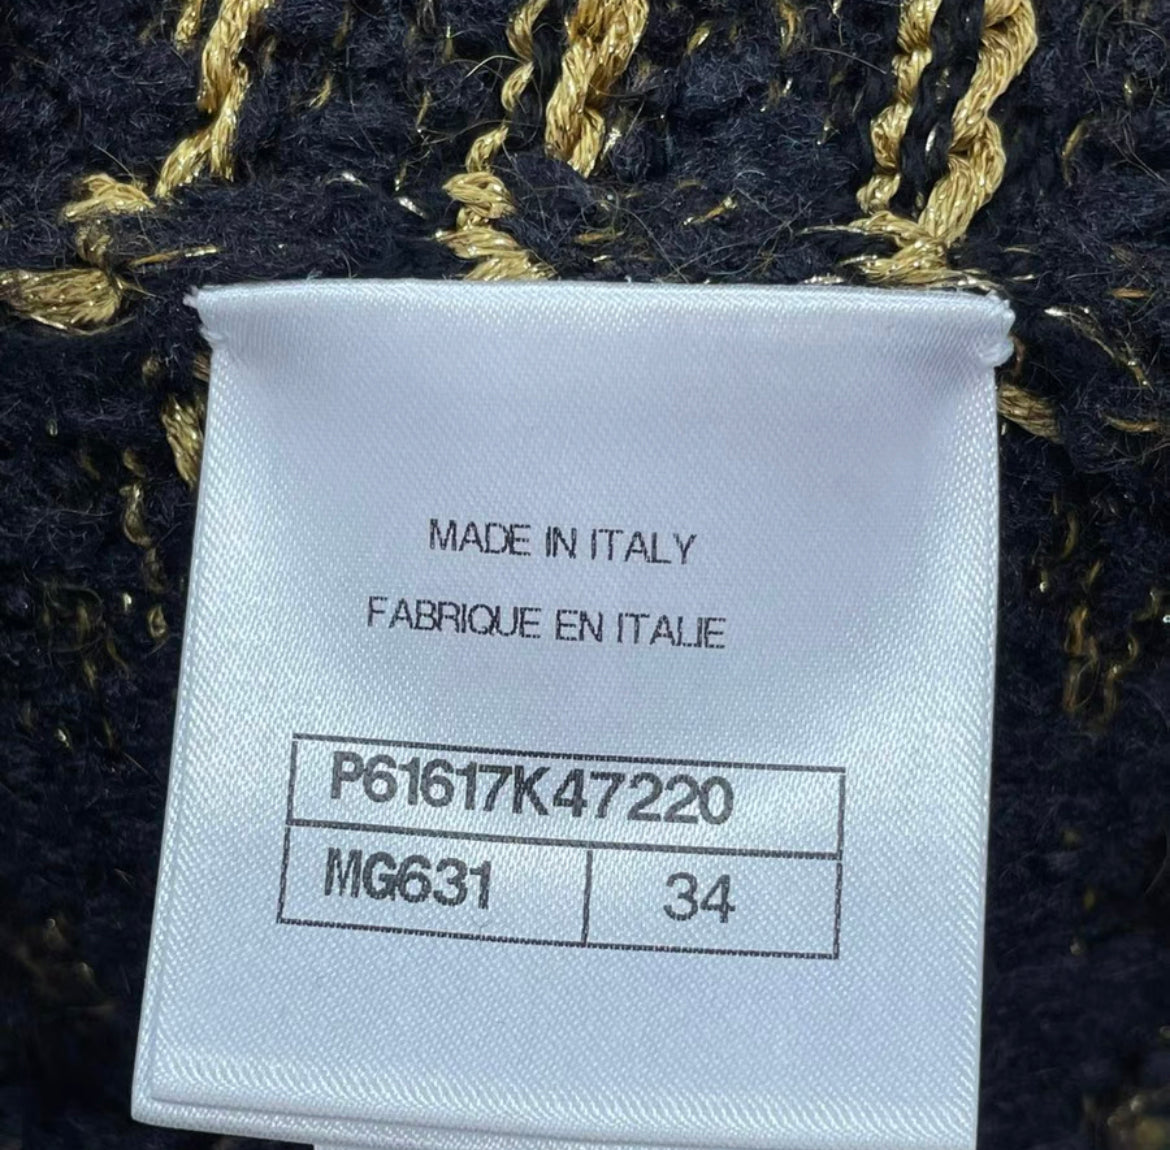 MADE IN ITALY
FABRIQUE EN ITALIE
P61617K47220
MG631 34